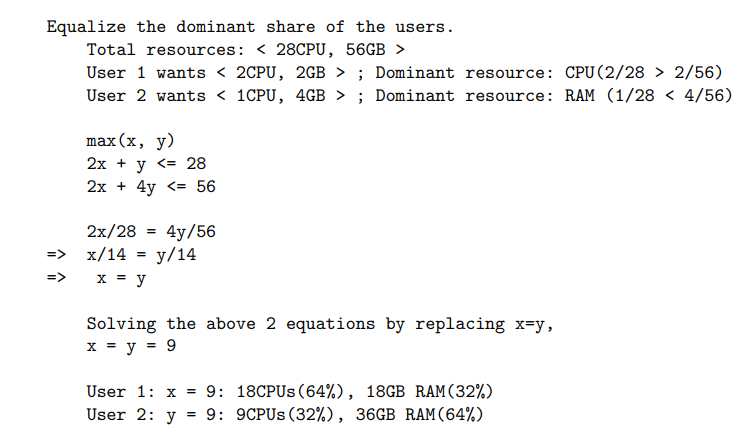 Equalize the dominant share of the users.
Total resources: < 28CPU, 56GB >
User 1 wants < 2CPU, 2GB > ; Dominant resource: CPU(2/28 > 2/56)
User 2 wants < 1CPU, 4GB > ; Dominant resource: RAM (1/28 < 4/56)
max(x, y)
2x + y <= 28
2x + 4y <= 56
2x/28 = 4y/56
=> x/14 = y/14
=> x = y
Solving the above 2 equations by replacing x=y,
x = y = 9
User 1: x = 9: 18CPUs(64%), 18GB RAM(32%)
User 2: y = 9: 9CPUs(32%), 36GB RAM(64%)